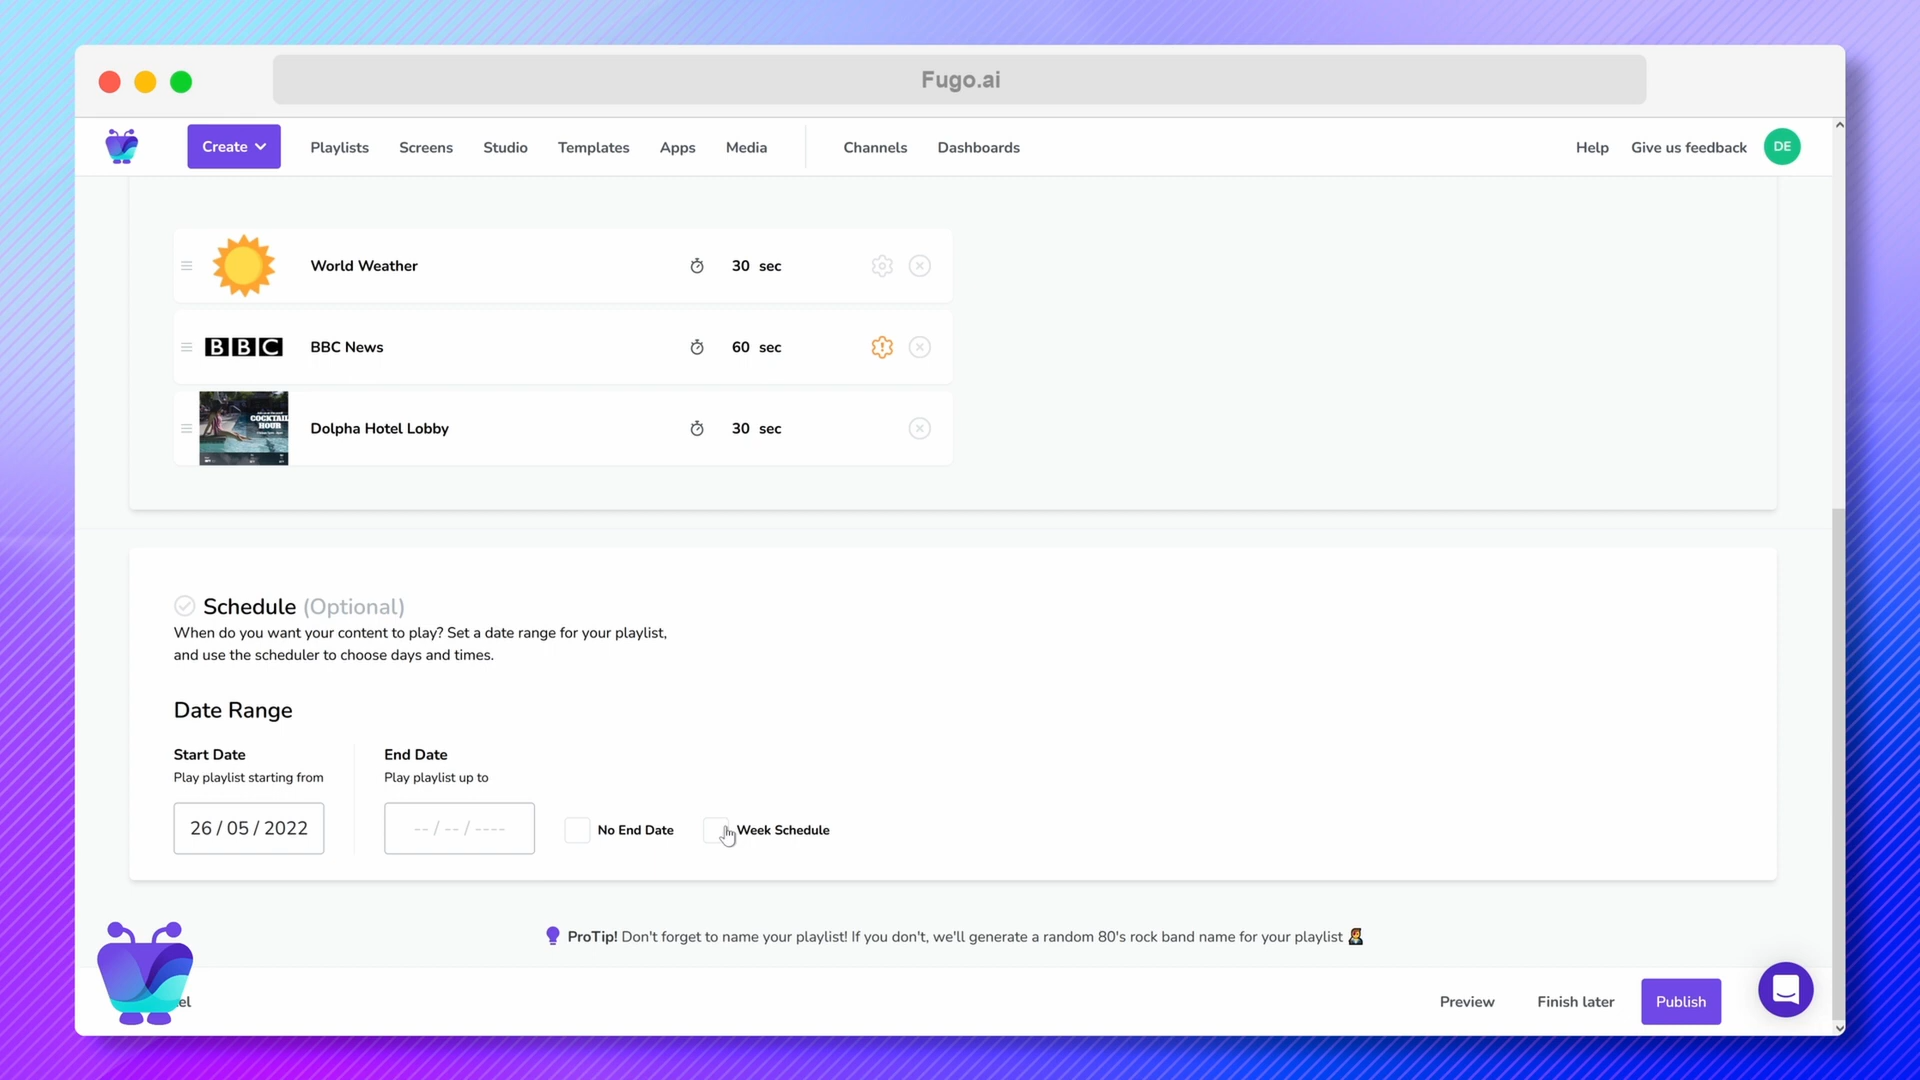 Fugo.ai
Create Playlists Screens Studio Templates Apps Media Channels Dashboards Help Give us feedback DE
World Weather 30 sec
BBC BBC News 60 sec
COCKTAIL
HOUR
Dolpha Hotel Lobby 30 sec
Schedule (Optional)
When do you want your content to play? Set a date range for your playlist,
and use the scheduler to choose days and times.
Date Range
Start Date End Date
Play playlist starting from Play playlist up to
26 / 05 / 2022 -- / -- / ---- No End Date Week Schedule
ProTip! Don't forget to name your playlist! If you don't, we'll generate a random 80's rock band name for your playlist
el Preview Finish later Publish